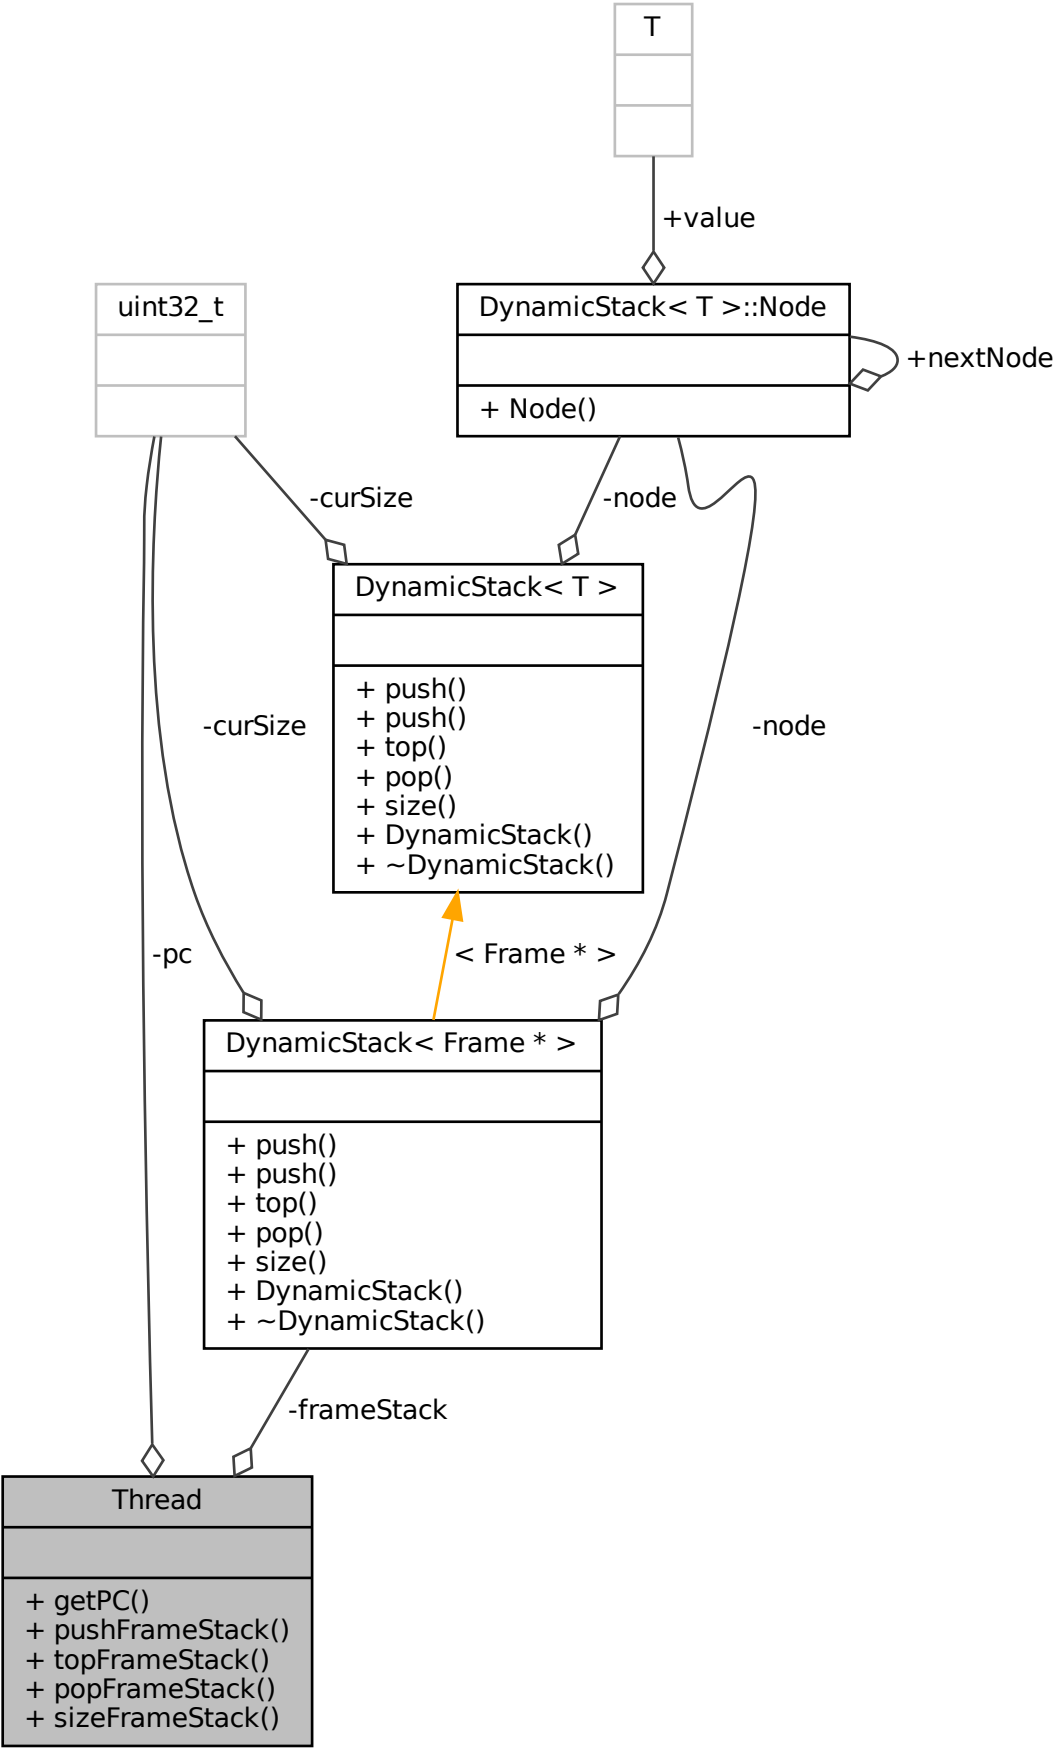 T
+value
uint32_t
DynamicStack< T >::Node
+ Node()
+nextNode
-curSize
-node
DynamicStack< T >
+ push()
+ push()
+ top()
+ pop()
+ size()
+ DynamicStack()
+ ~DynamicStack()
-curSize
-node
-pc
< Frame * >
DynamicStack< Frame * >
+ push()
+ push()
+ top()
+ pop()
+ size()
+ DynamicStack()
+ ~DynamicStack()
-frameStack
Thread
+ getPC()
+ pushFrameStack()
+ topFrameStack()
+ popFrameStack()
+ sizeFrameStack()